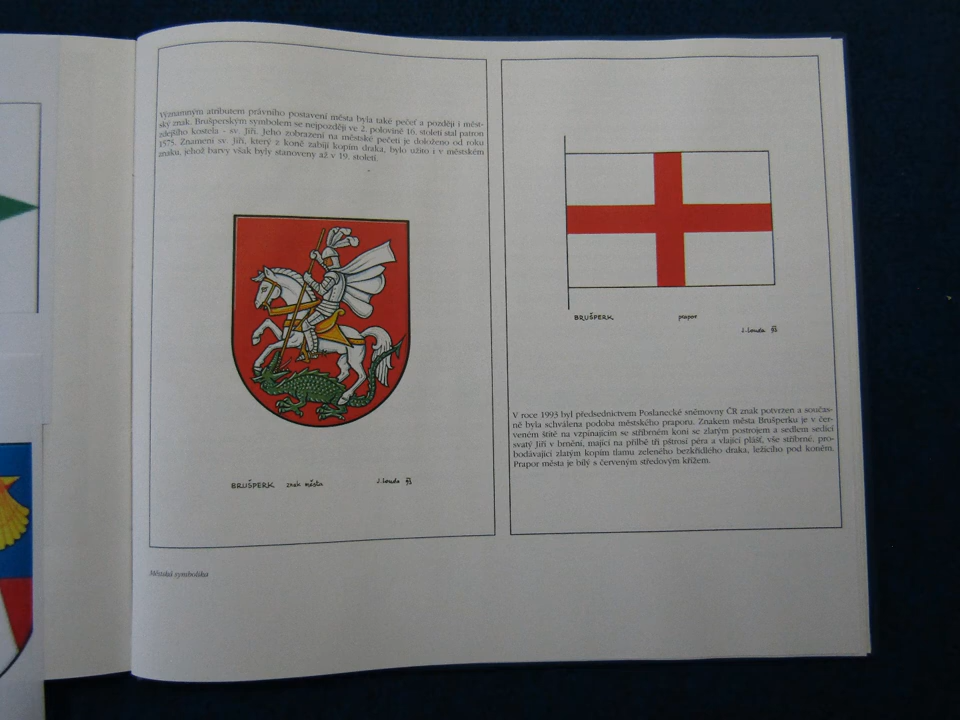 Významným atributem právního postavení města byla také pečeť a později i měst-
ský znak. Brušperským symbolem se nejpozději ve 2. polovině 16. století stal patron
zdejšího kostela - sv. Jiří. Jeho zobrazení na městské pečeti je doloženo od roku
1575. Znamení sv. Jiří, který z koně zabíjí kopím draka, bylo užito i v městském
znaku, jehož barvy však byly stanoveny až v 19. století.
BRUŠPERK znak města J. Louda 93
Městská symbolika
BRUŠPERK prapor
J. Louda 93
V roce 1993 byl předsednictvem Poslanecké sněmovny ČR znak potvrzen a součas-
ně byla schválena podoba městského praporu. Znakem města Brušperku je v čer-
veném štítě na vzpínajícím se stříbrném koni se zlatým postrojem a sedlem sedící
svatý Jiří v brnění, mající na přilbě tři pštrosí péra a vlající plášť, vše stříbrné, pro-
bodávající zlatým kopím tlamu zeleného bezkřídlého draka, ležícího pod koněm.
Prapor města je bílý s červeným středovým křížem.